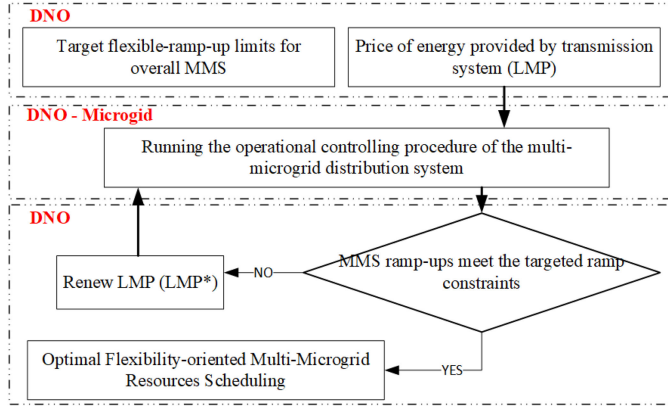 DNO
Target flexible-ramp-up limits for
overall MMS
Price of energy provided by transmission
system (LMP)
DNO - Microgid
Running the operational controlling procedure of the multi-
microgrid distribution system
DNO
MMS ramp-ups meet the targeted ramp
constraints
NO
Renew LMP (LMP*)
YES
Optimal Flexibility-oriented Multi-Microgrid
Resources Scheduling